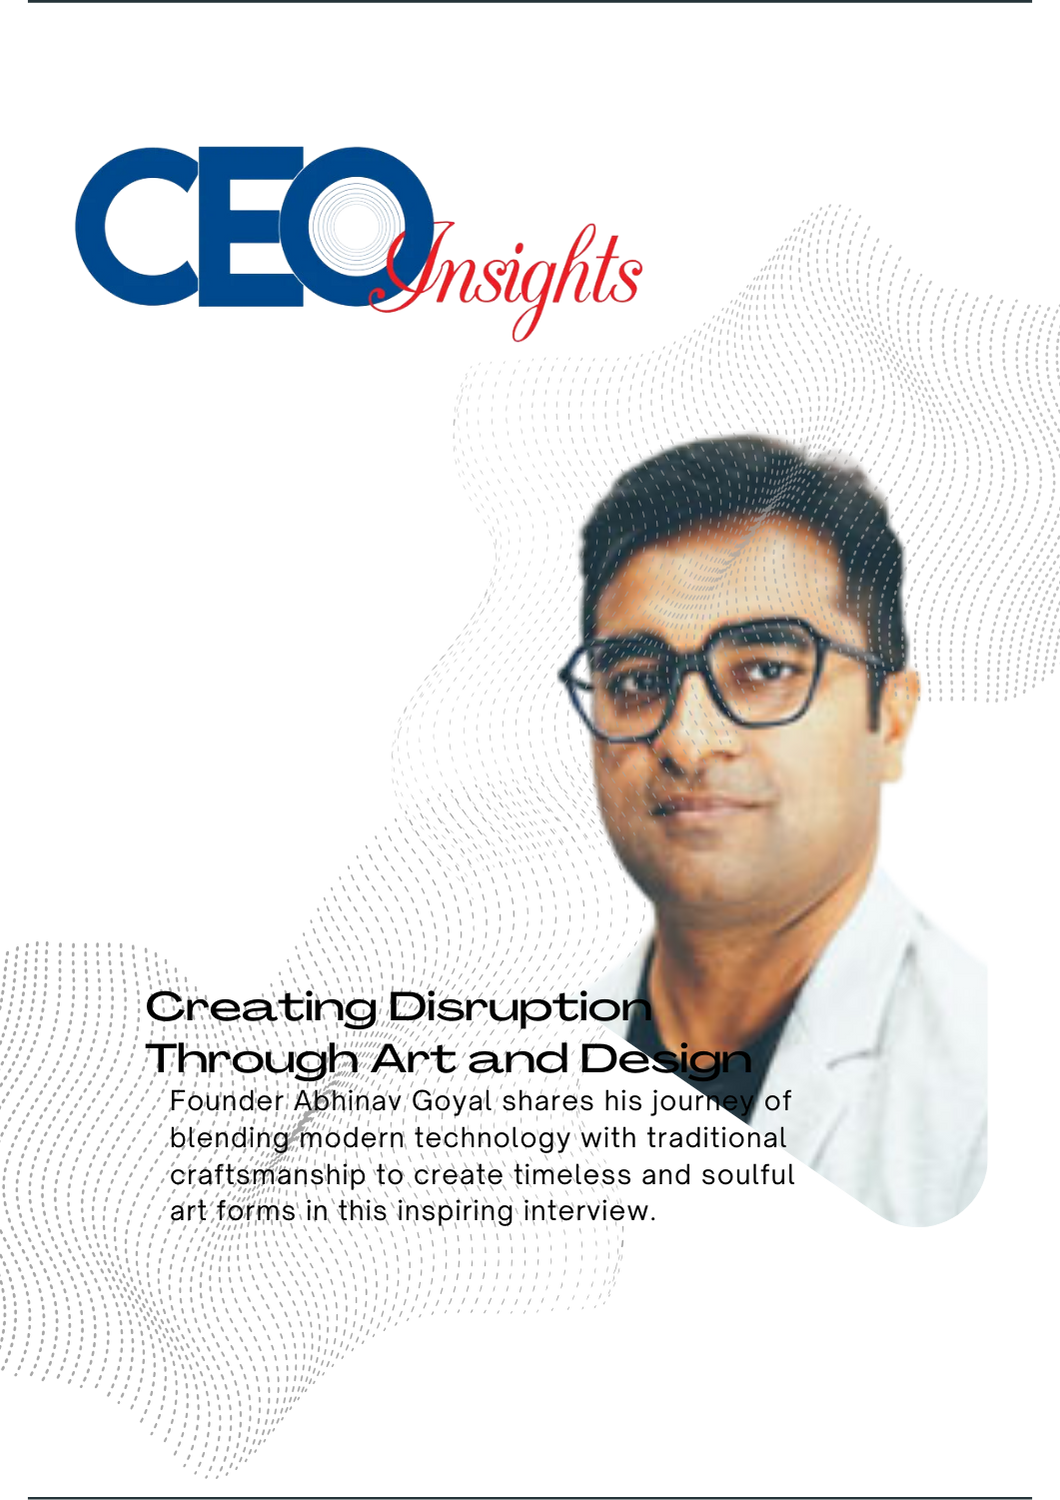 CEO Insights
Creating Disruption
Through Art and Design
Founder Abhinav Goyal shares his journey of
blending modern technology with traditional
craftsmanship to create timeless and soulful
art forms in this inspiring interview.